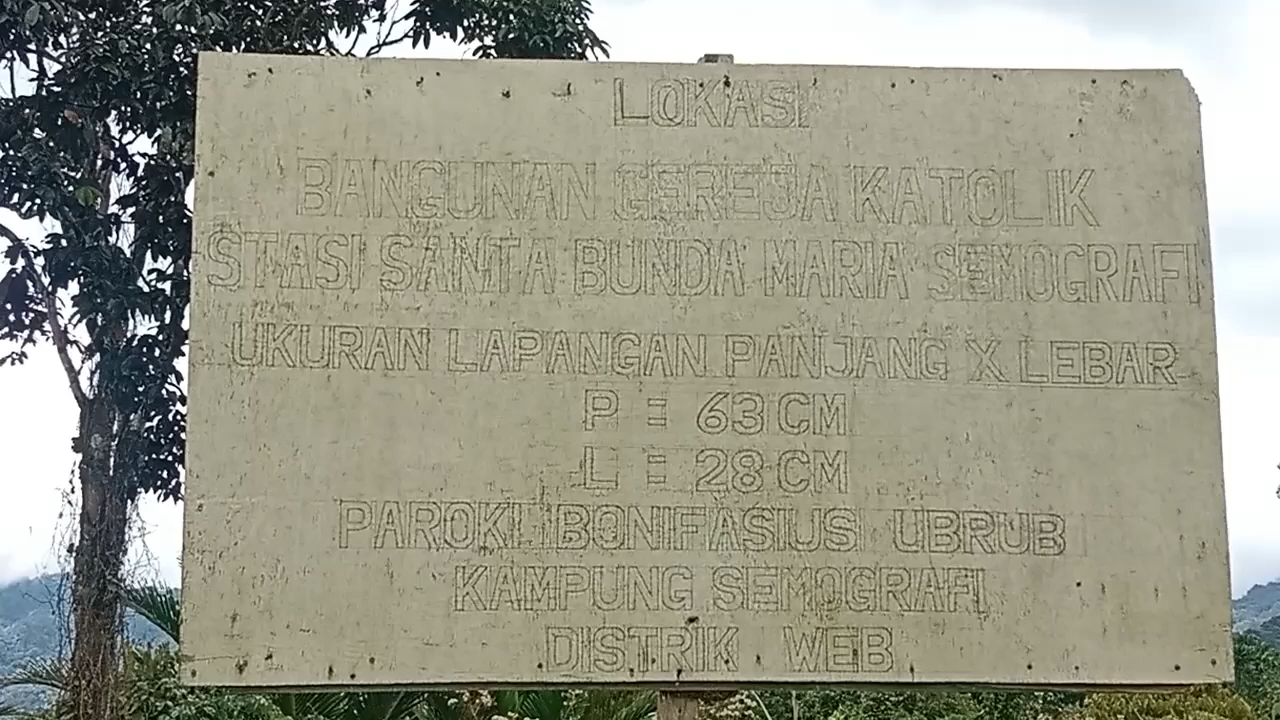 LOKASI
BANGUNAN GEREJA KATOLIK
STASI SANTA BUNDA MARIA SEMOGRAFI
UKURAN LAPANGAN PANJANG X LEBAR
P = 63 CM
L = 28 CM
PAROKI BONIFASIUS UBRUB
KAMPUNG SEMOGRAFI
DISTRIK WEB